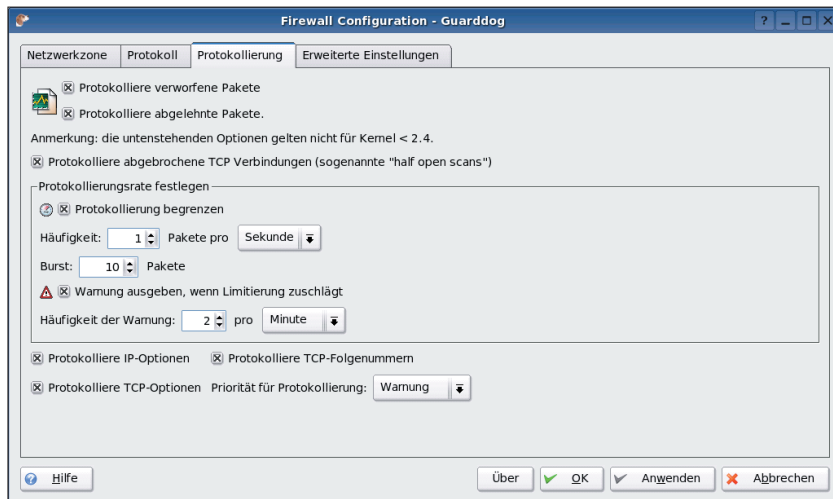 Firewall Configuration - Guarddog
Netzwerkzone Protokoll Protokollierung Erweiterte Einstellungen
Protokolliere verworfene Pakete
Protokolliere abgelehnte Pakete.
Anmerkung: die untenstehenden Optionen gelten nicht für Kernel < 2.4.
Protokolliere abgebrochene TCP Verbindungen (sogenannte "half open scans")
Protokollierungsrate festlegen
Protokollierung begrenzen
Häufigkeit: 1 Pakete pro Sekunde
Burst: 10 Pakete
Warnung ausgeben, wenn Limitierung zuschlägt
Häufigkeit der Warnung: 2 pro Minute
Protokolliere IP-Optionen Protokolliere TCP-Folgenummern
Protokolliere TCP-Optionen Priorität für Protokollierung: Warnung
Hilfe Über OK Anwenden Abbrechen